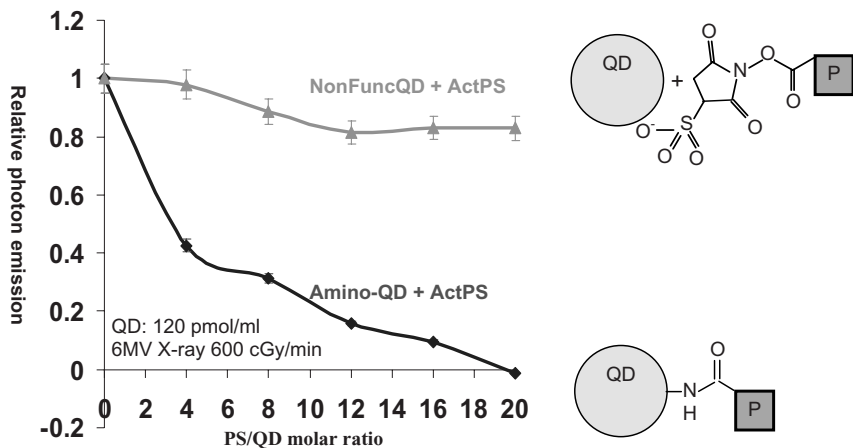 Relative photon emission
1.2
1
0.8
0.6
0.4
0.2
0
-0.2
NonFuncQD + ActPS
Amino-QD + ActPS
QD: 120 pmol/ml
6MV X-ray 600 cGy/min
0 2 4 6 8 10 12 14 16 18 20
PS/QD molar ratio
QD
+
O
N
O
O
O
P
O⁻
S
O
O
QD
O
N
H
P